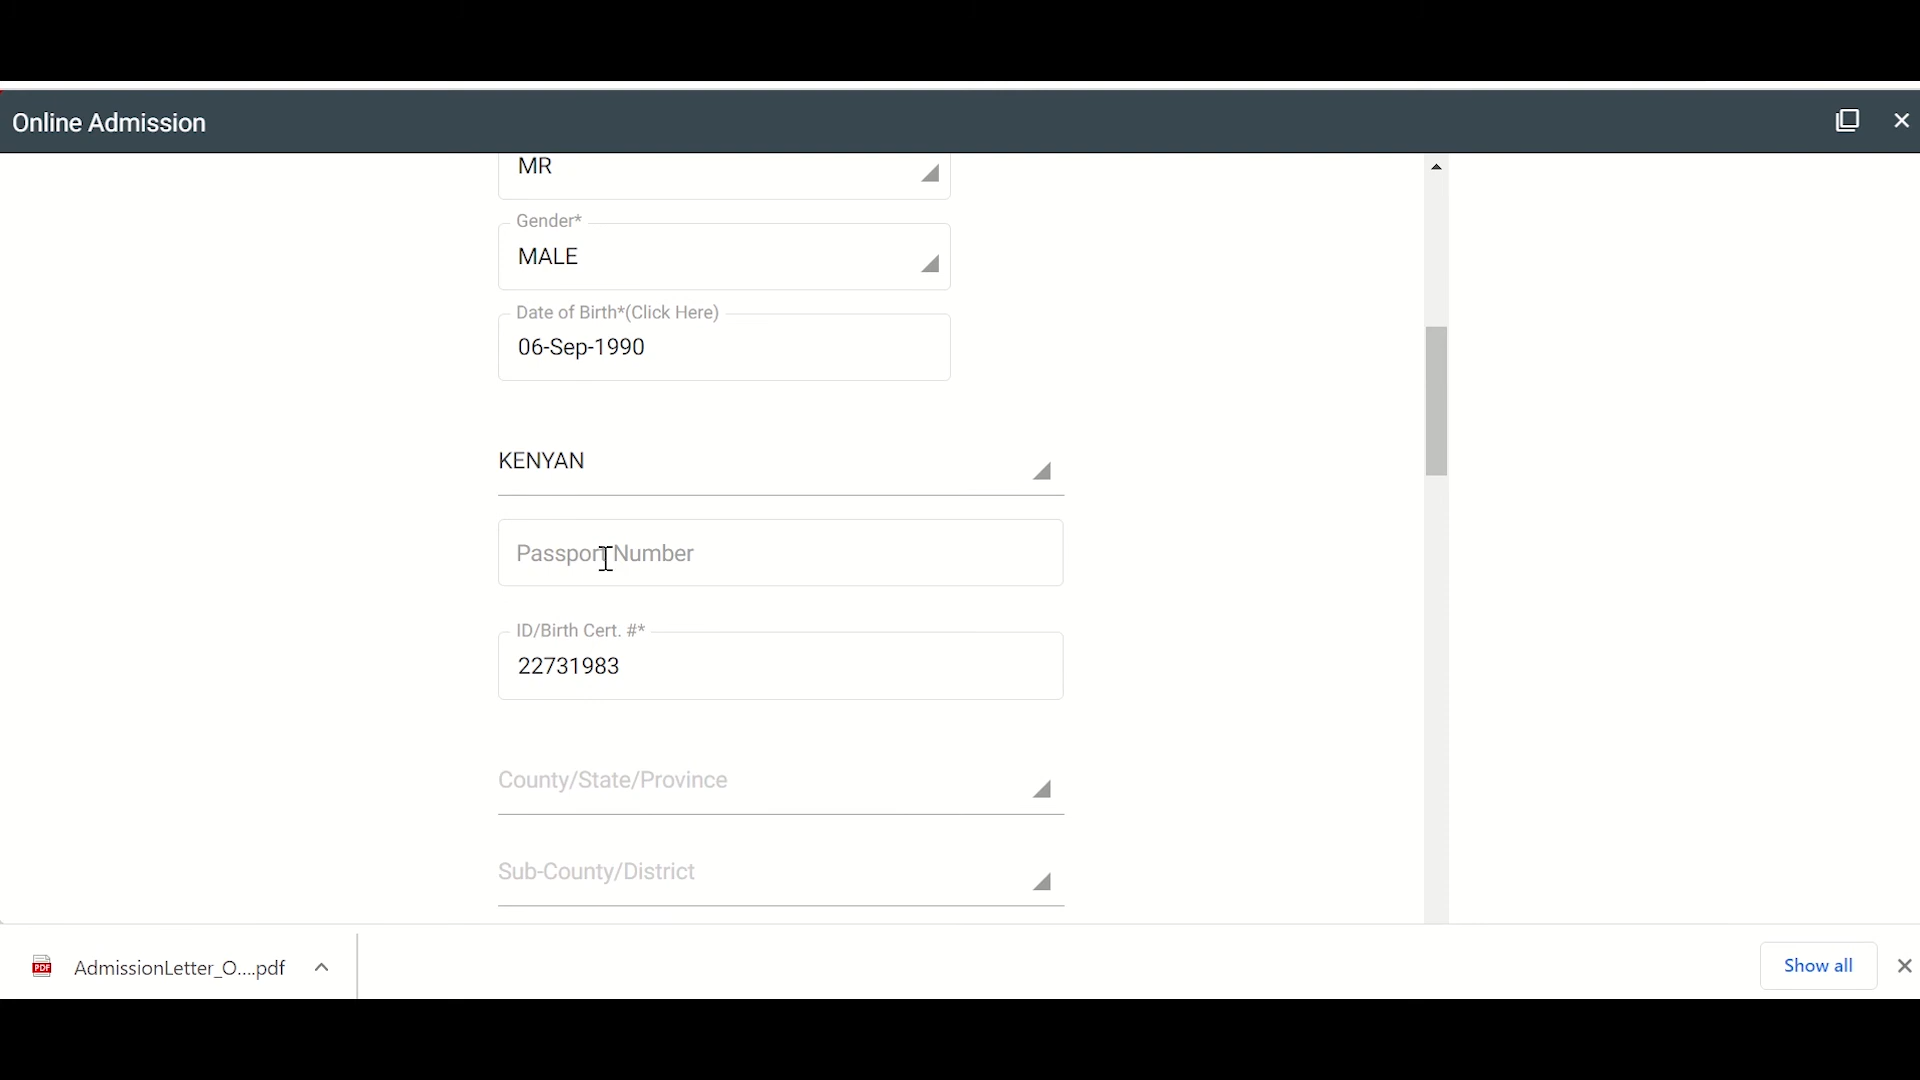 Online Admission
MR
Gender*
MALE
Date of Birth*(Click Here)
06-Sep-1990
KENYAN
Passport Number
ID/Birth Cert. #*
22731983
County/State/Province
Sub-County/District
AdmissionLetter_O....pdf
Show all